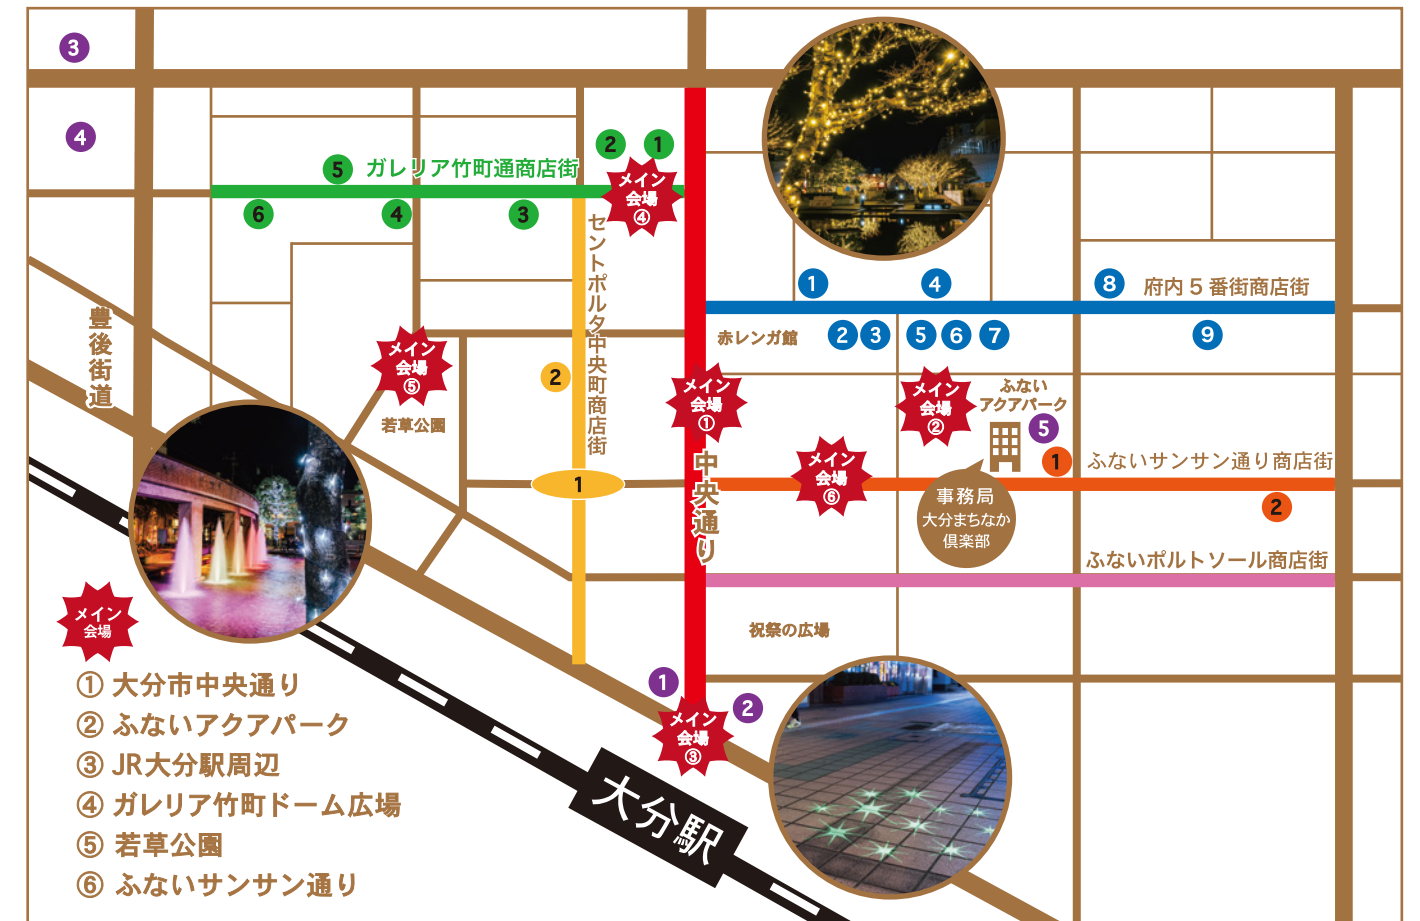 3
4
2
1
5
ガレリア竹町通商店街
メイン
会場
④
6
4
3
セントポルタ中央町商店街
1
4
8
府内5番街商店街
赤レンガ館
2
3
5
6
7
9
豊後街道
メイン
会場
⑤
若草公園
2
メイン
会場
①
メイン
会場
②
ふない
アクアパーク
5
1
ふないサンサン通り商店街
メイン
会場
⑥
1
中央通り
事務局
大分まちなか
倶楽部
2
ふないポルトソール商店街
祝祭の広場
1
2
メイン
会場
③
大分駅
メイン
会場
① 大分市中央通り
② ふないアクアパーク
③ JR大分駅周辺
④ ガレリア竹町ドーム広場
⑤ 若草公園
⑥ ふないサンサン通り